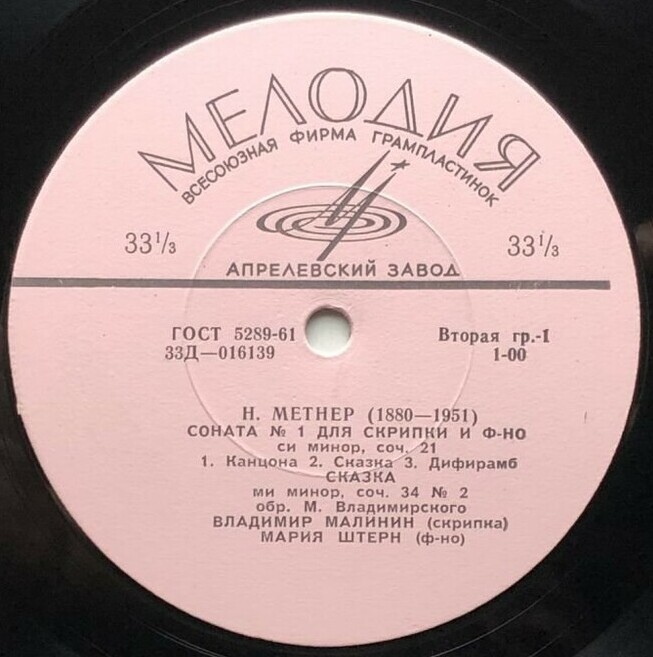 МЕЛОДИЯ
ВСЕСОЮЗНАЯ ФИРМА ГРАМПЛАСТИНОК
33⅓ 33⅓
АПРЕЛЕВСКИЙ ЗАВОД
ГОСТ 5289-61 Вторая гр.-1
33Д—016139 1-00
Н. МЕТНЕР (1880—1951)
СОНАТА № 1 ДЛЯ СКРИПКИ И Ф-НО
СИ МИНОР, СОЧ. 21
1. Канцона 2. Сказка 3. Дифирамб
СКАЗКА
МИ МИНОР, СОЧ. 34 № 2
обр. М. Владимирского
ВЛАДИМИР МАЛИНИН (скрипка)
МАРИЯ ШТЕРН (ф-но)